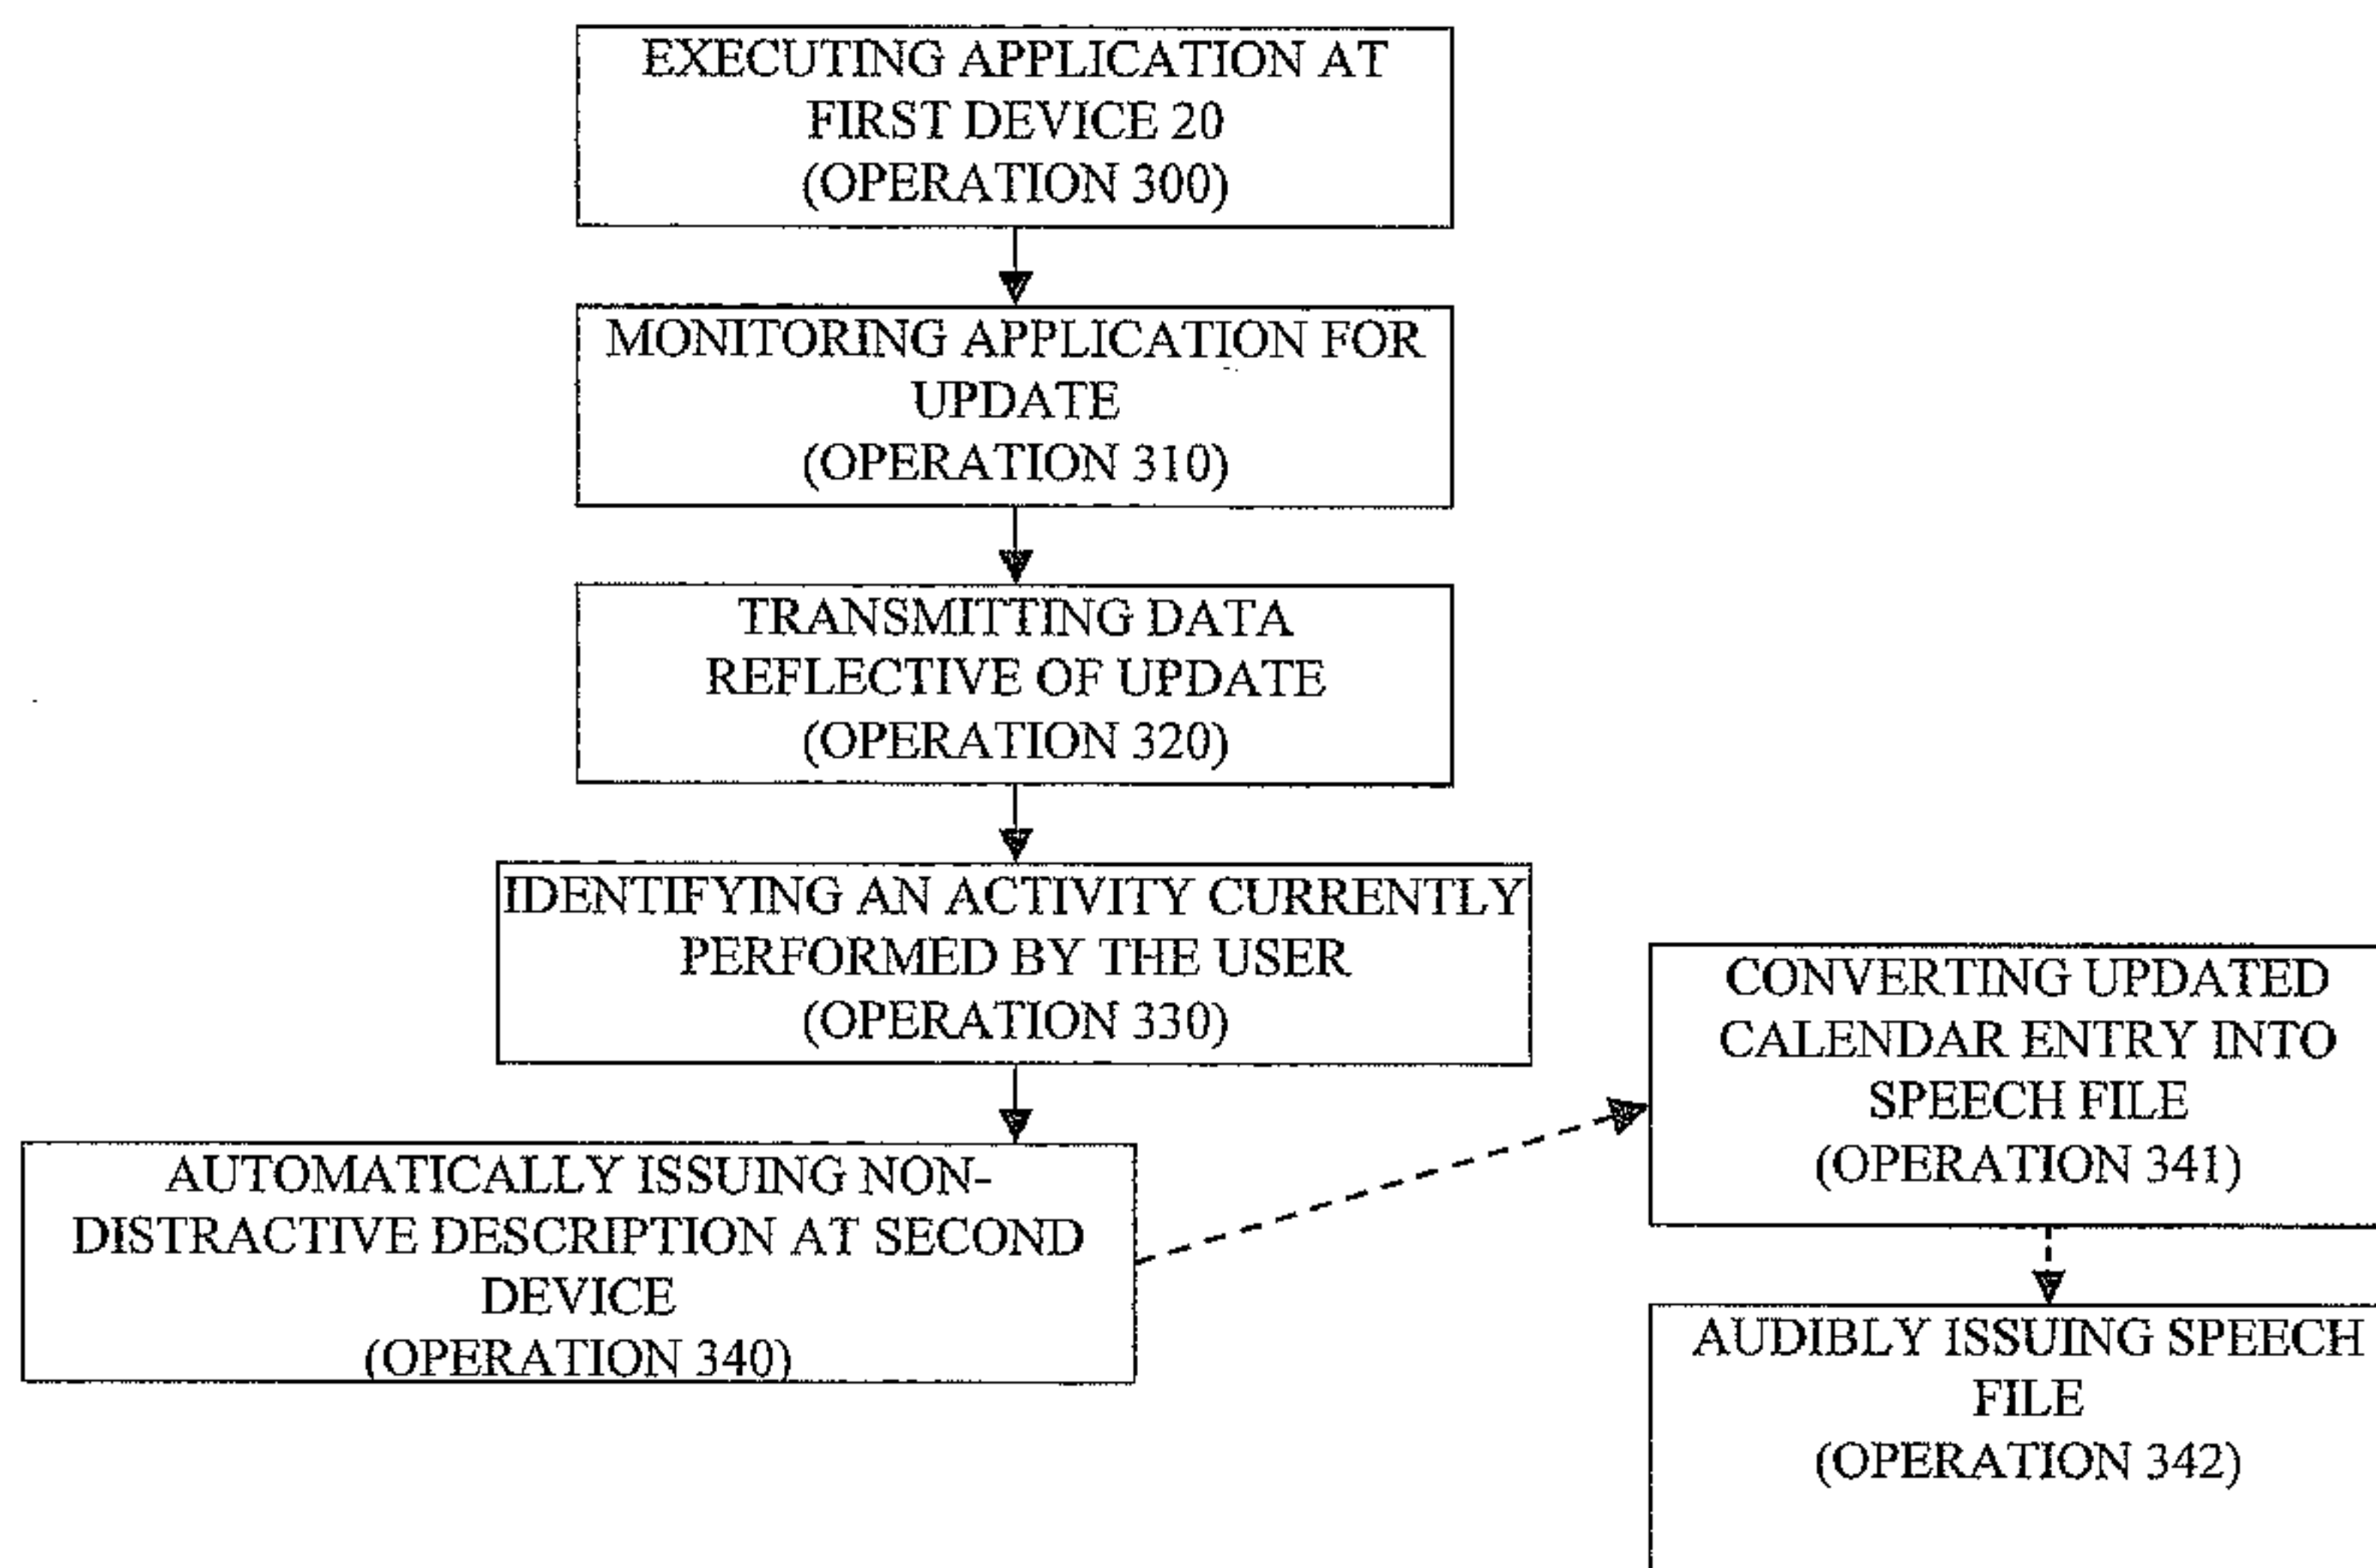 EXECUTING APPLICATION AT
FIRST DEVICE 20
(OPERATION 300)
MONITORING APPLICATION FOR
UPDATE
(OPERATION 310)
TRANSMITTING DATA
REFLECTIVE OF UPDATE
(OPERATION 320)
IDENTIFYING AN ACTIVITY CURRENTLY
PERFORMED BY THE USER
(OPERATION 330)
AUTOMATICALLY ISSUING NON-
DISTRACTIVE DESCRIPTION AT SECOND
DEVICE
(OPERATION 340)
CONVERTING UPDATED
CALENDAR ENTRY INTO
SPEECH FILE
(OPERATION 341)
AUDIBLY ISSUING SPEECH
FILE
(OPERATION 342)